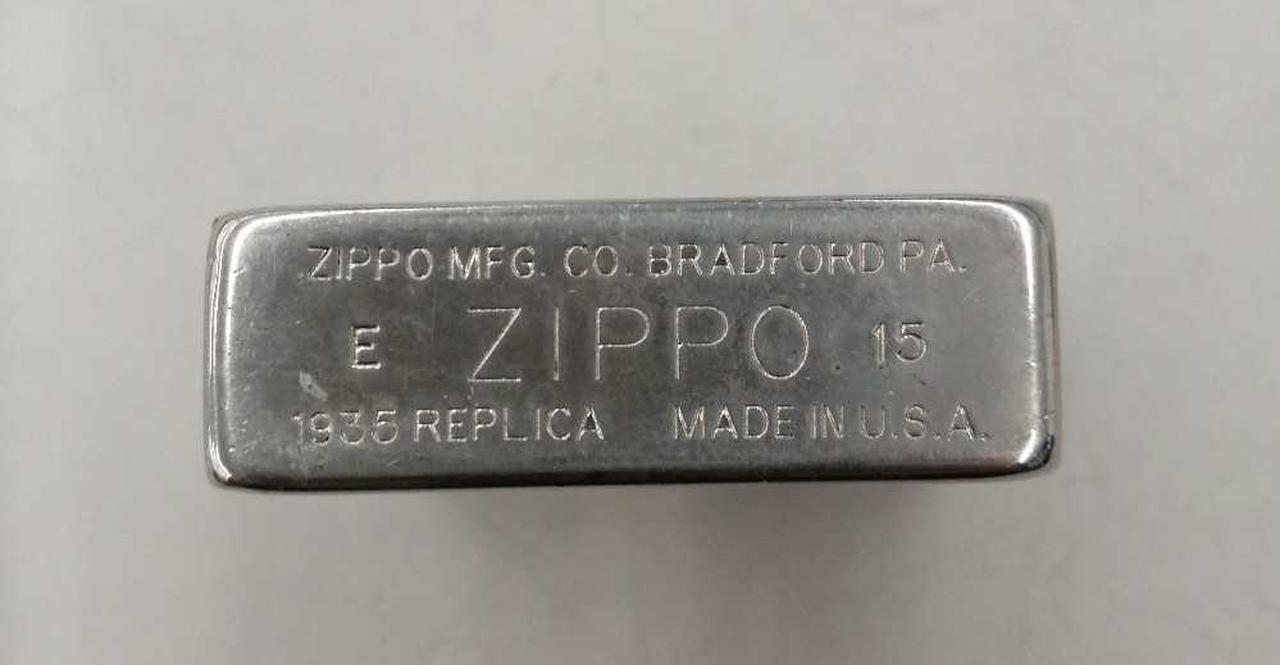 ZIPPO MFG. CO. BRADFORD PA.
E ZIPPO 15
1935 REPLICA MADE IN U.S.A.